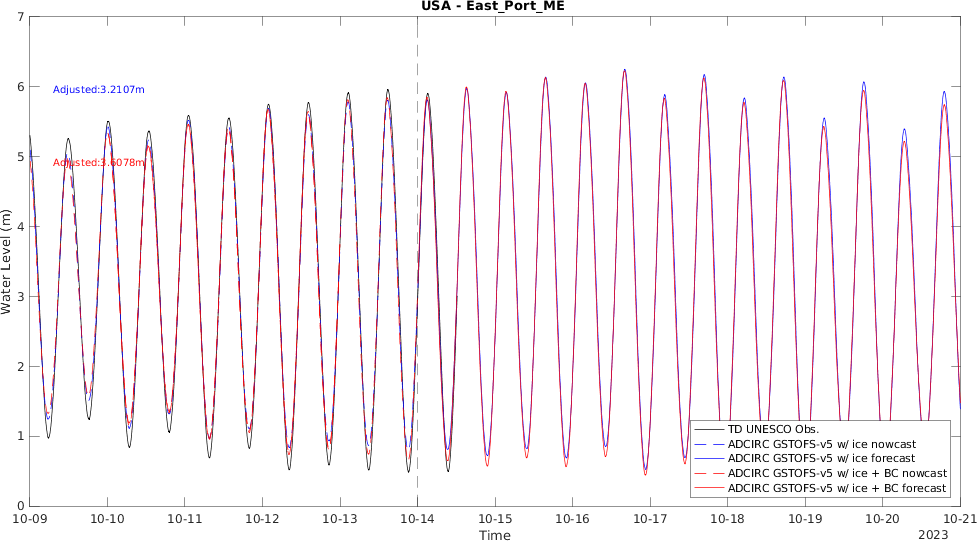 USA - East_Port_ME
7
6
5
4
3
2
1
0
Water Level (m)
Adjusted:3.2107m
Adjusted:3.6078m
TD UNESCO Obs.
ADCIRC GSTOFS-v5 w/ ice nowcast
ADCIRC GSTOFS-v5 w/ ice forecast
ADCIRC GSTOFS-v5 w/ ice + BC nowcast
ADCIRC GSTOFS-v5 w/ ice + BC forecast
10-09 10-10 10-11 10-12 10-13 10-14 10-15 10-16 10-17 10-18 10-19 10-20 10-21
Time
2023